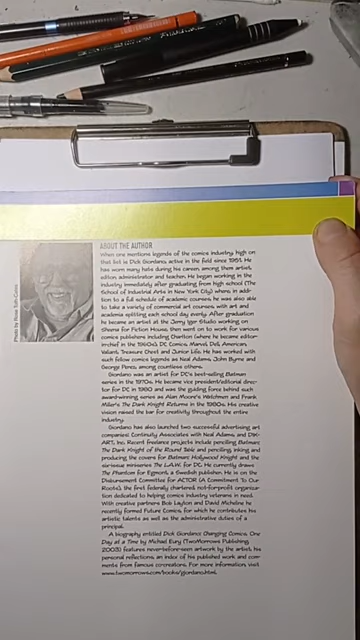 ABOUT THE AUTHOR
When one mentions legends of the comics industry, high on
that list is Dick Giordano, active in the field since 1951. He
has worn many hats during his career, among them artist,
editor, administrator and teacher. He began working in the
industry immediately after graduating from high school (The
School of Industrial Arts in New York City) where, in addi-
tion to a full schedule of academic courses, he was also able
to take a variety of commercial art courses, with art and
academia splitting each school day evenly. After graduation
he became an artist at the Jerry Iger Studio working on
Sheena for Fiction House, then went on to work for various
comics publishers including Charlton (where he became editor-
in-chief in the 1960s), DC Comics, Marvel, Dell, American,
Valiant, Treasure Chest and Junior Life. He has worked with
such fellow comics legends as Neal Adams, John Byrne and
George Pérez, among countless others.
Giordano was an artist for DC's best-selling Batman
series in the 1970s. He became vice president/editorial direc-
tor for DC in 1980 and was the guiding force behind such
award-winning series as Alan Moore's Watchmen and Frank
Miller's The Dark Knight Returns in the 1980s. His creative
vision raised the bar for creativity throughout the entire
industry.
Giordano has also launched two successful advertising art
companies: Continuity Associates with Neal Adams, and DIK-
ART, Inc. Recent freelance projects include penciling Batman:
The Dark Knight of the Round Table and penciling, inking and
producing the covers for Batman: Hollywood Knight and the
six-issue miniseries The L.A.W. for DC. He currently draws
The Phantom for Egmont, a Swedish publisher. He is on the
Disbursement Committee for ACTOR (A Commitment To Our
Roots), the first federally chartered, not-for-profit organiza-
tion dedicated to helping comics industry veterans in need.
With creative partners Bob Layton and David Michelinie he
recently formed Future Comics, for which he contributes his
artistic talents as well as the administrative duties of a
principal.
A biography entitled Dick Giordano: Changing Comics, One
Day at a Time by Michael Eury (TwoMorrows Publishing,
2003) features never-before-seen artwork by the artist, his
personal reflections, an index of his published work and com-
ments from famous co-creators. For more information, visit
www.twomorrows.com/books/giordano.html.